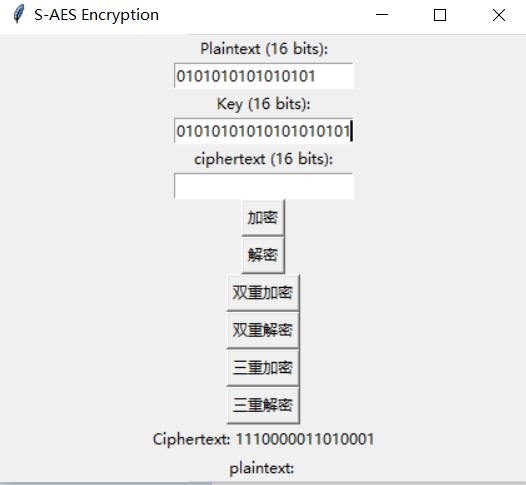 S-AES Encryption
Plaintext (16 bits):
0101010101010101
Key (16 bits):
01010101010101010101
ciphertext (16 bits):
加密
解密
双重加密
双重解密
三重加密
三重解密
Ciphertext: 1110000011010001
plaintext: